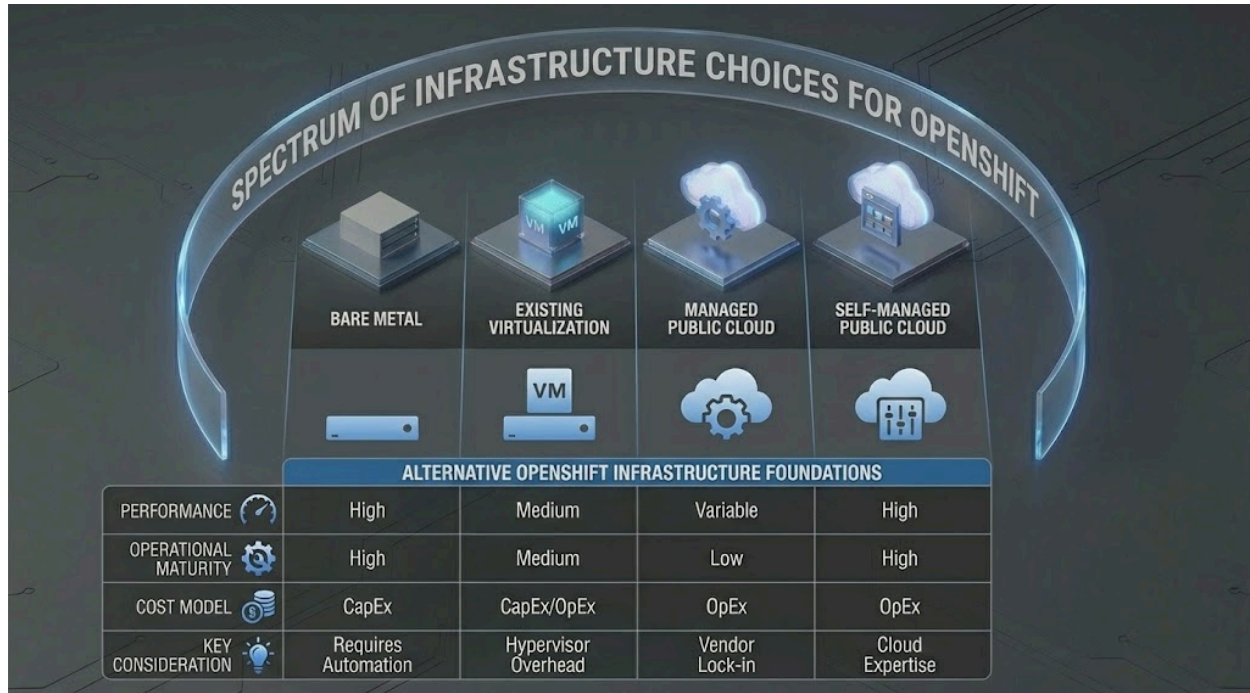 SPECTRUM OF INFRASTRUCTURE CHOICES FOR OPENSHIFT
VM VM
BARE METAL
EXISTING
VIRTUALIZATION
MANAGED
PUBLIC CLOUD
SELF-MANAGED
PUBLIC CLOUD
VM
ALTERNATIVE OPENSHIFT INFRASTRUCTURE FOUNDATIONS
PERFORMANCE High Medium Variable High
OPERATIONAL
MATURITY High Medium Low High
COST MODEL $ CapEx CapEx/OpEx OpEx OpEx
KEY Requires Hypervisor Vendor Cloud
CONSIDERATION Automation Overhead Lock-in Expertise